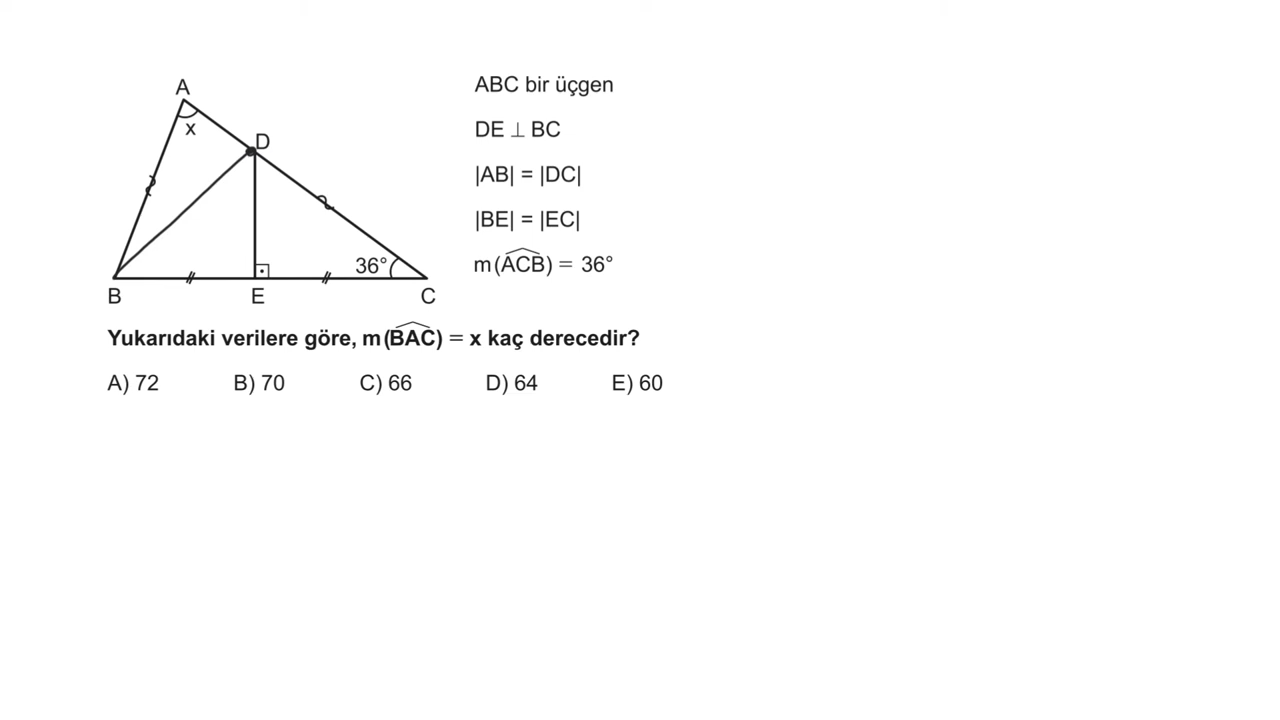 A
x
D
36°
B E C
ABC bir üçgen
DE ⊥ BC
|AB| = |DC|
|BE| = |EC|
m(ACB) = 36°
Yukarıdaki verilere göre, m(BAC) = x kaç derecedir?
A) 72 B) 70 C) 66 D) 64 E) 60